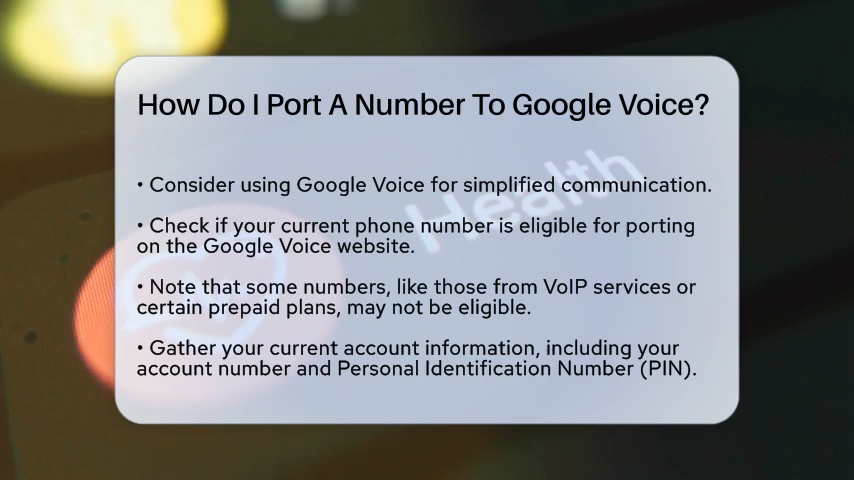 How Do I Port A Number To Google Voice?
• Consider using Google Voice for simplified communication.
Health
• Check if your current phone number is eligible for porting
on the Google Voice website.
• Note that some numbers, like those from VoIP services or
certain prepaid plans, may not be eligible.
• Gather your current account information, including your
account number and Personal Identification Number (PIN).